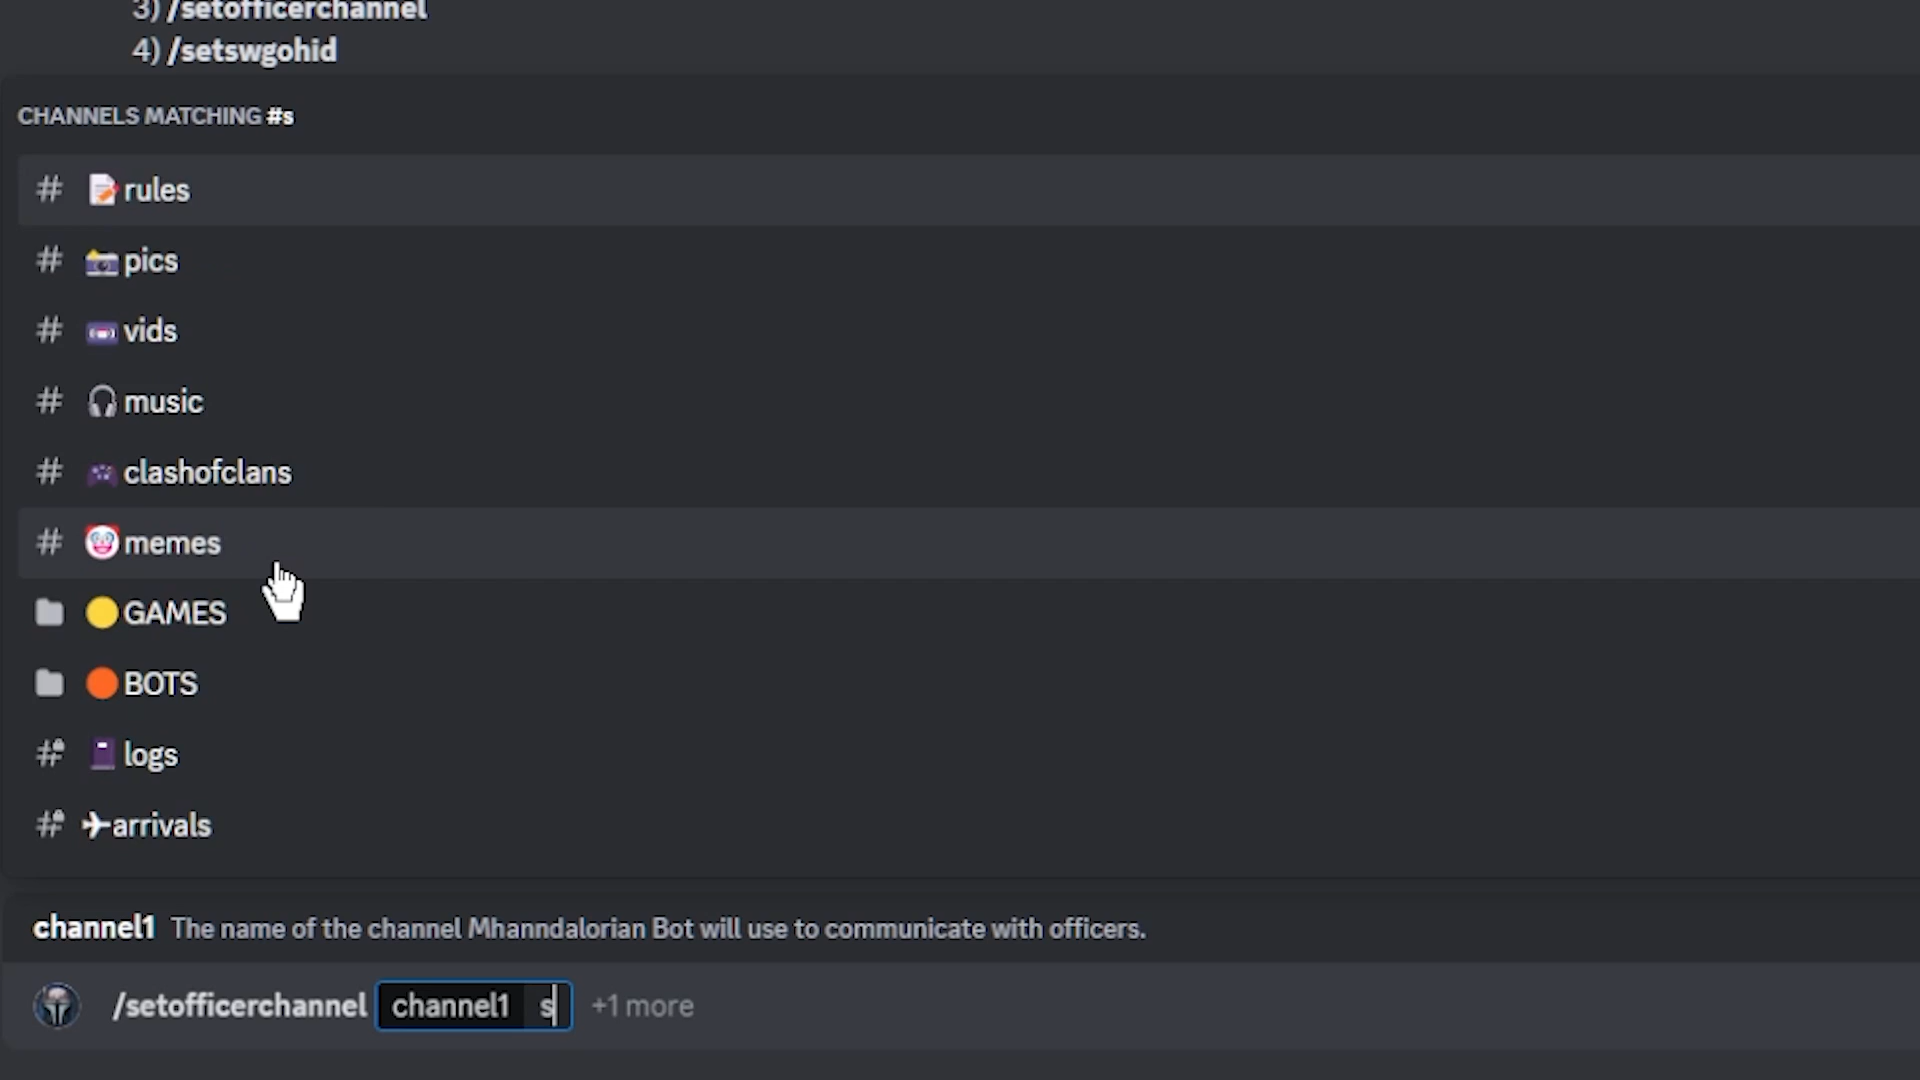 3) /setofficerchannel
4) /setswgohid
CHANNELS MATCHING #s
# rules
# pics
# vids
# music
# clashofclans
# memes
GAMES
BOTS
# logs
# arrivals
channel1 The name of the channel Mhanndalorian Bot will use to communicate with officers.
/setofficerchannel channel1 s +1 more